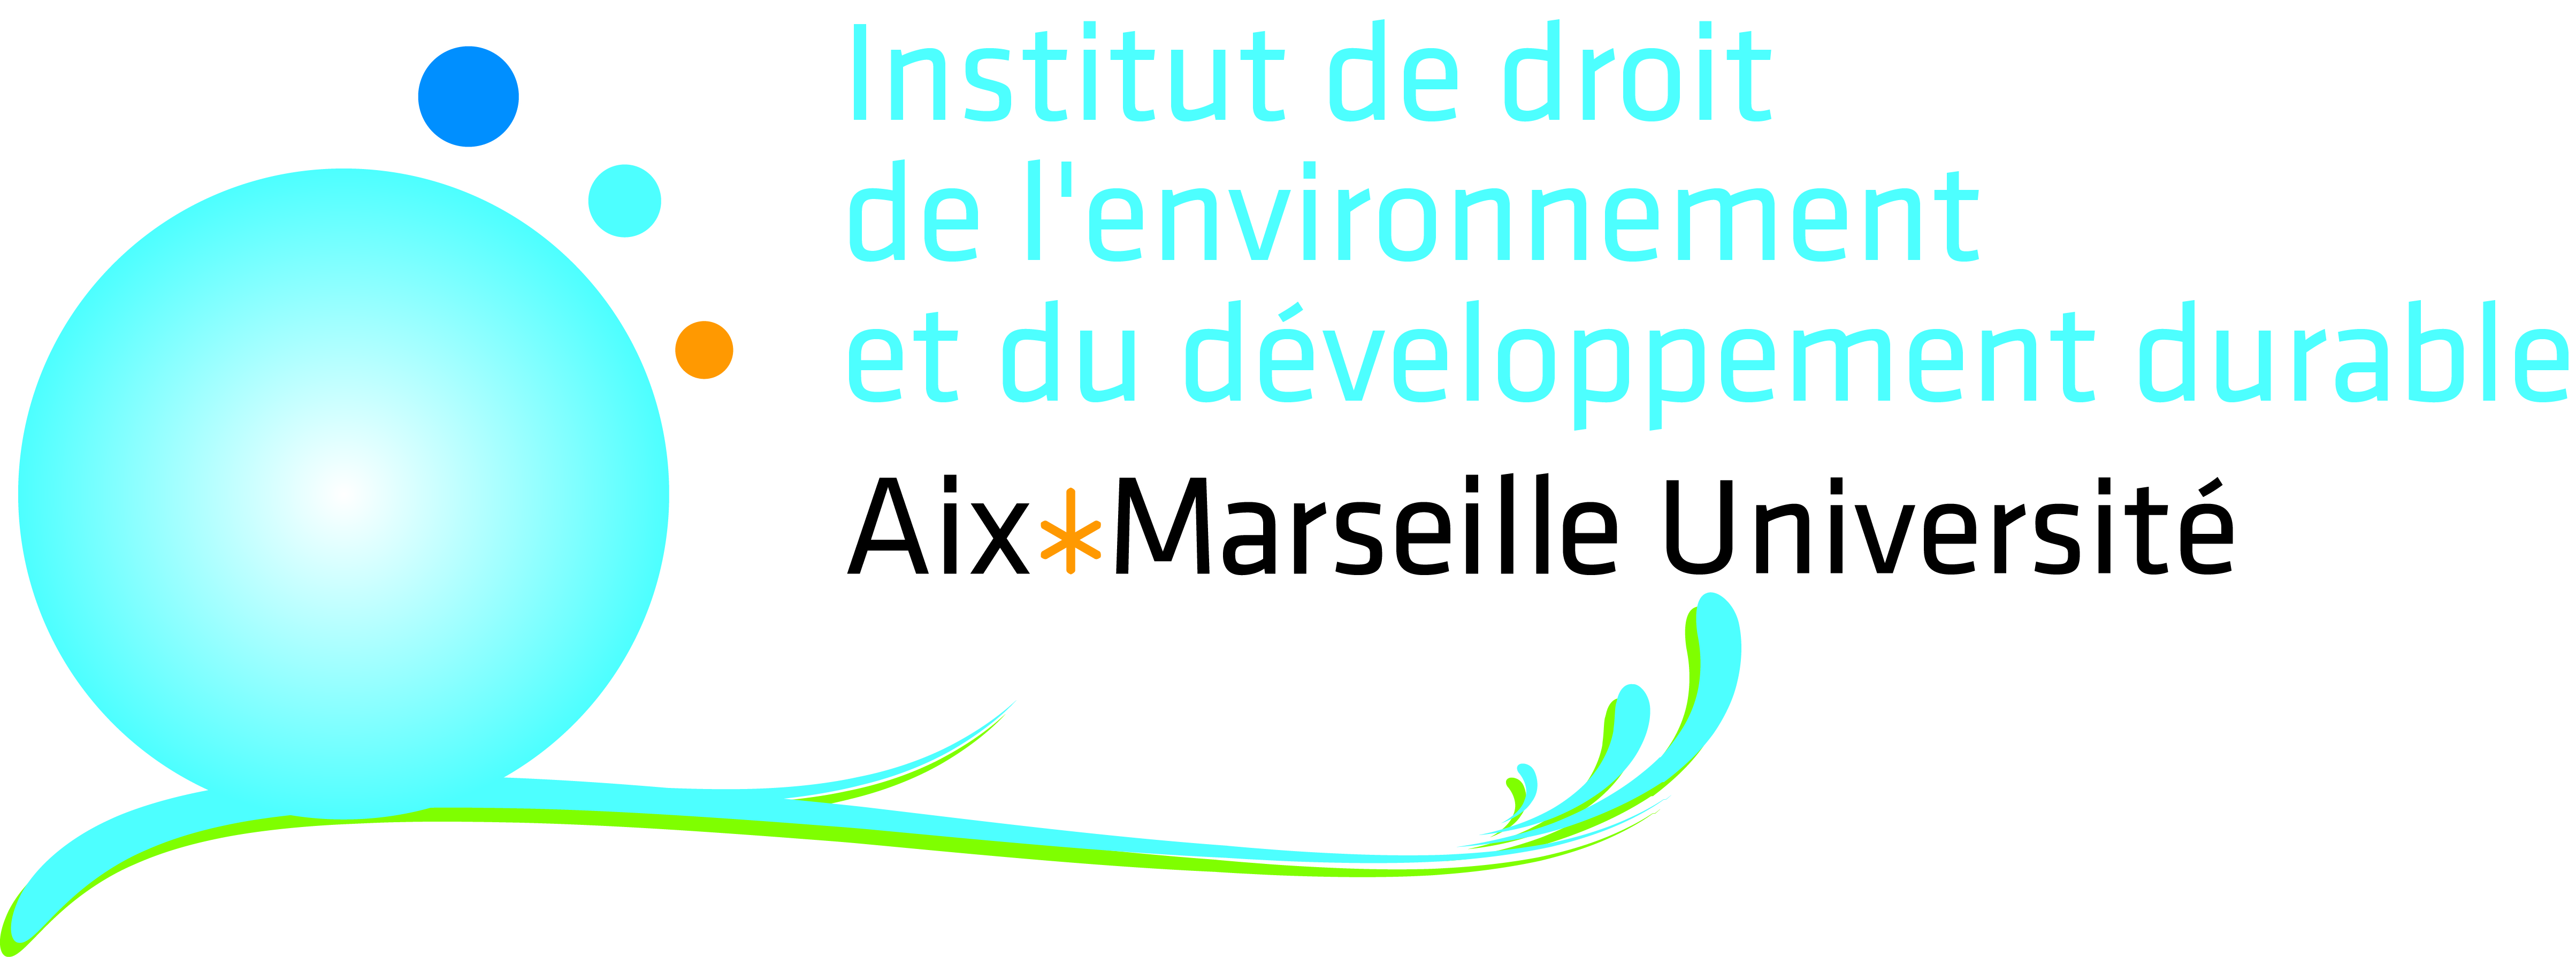 Institut de droit
de l'environnement
et du développement durable
Aix*Marseille Université